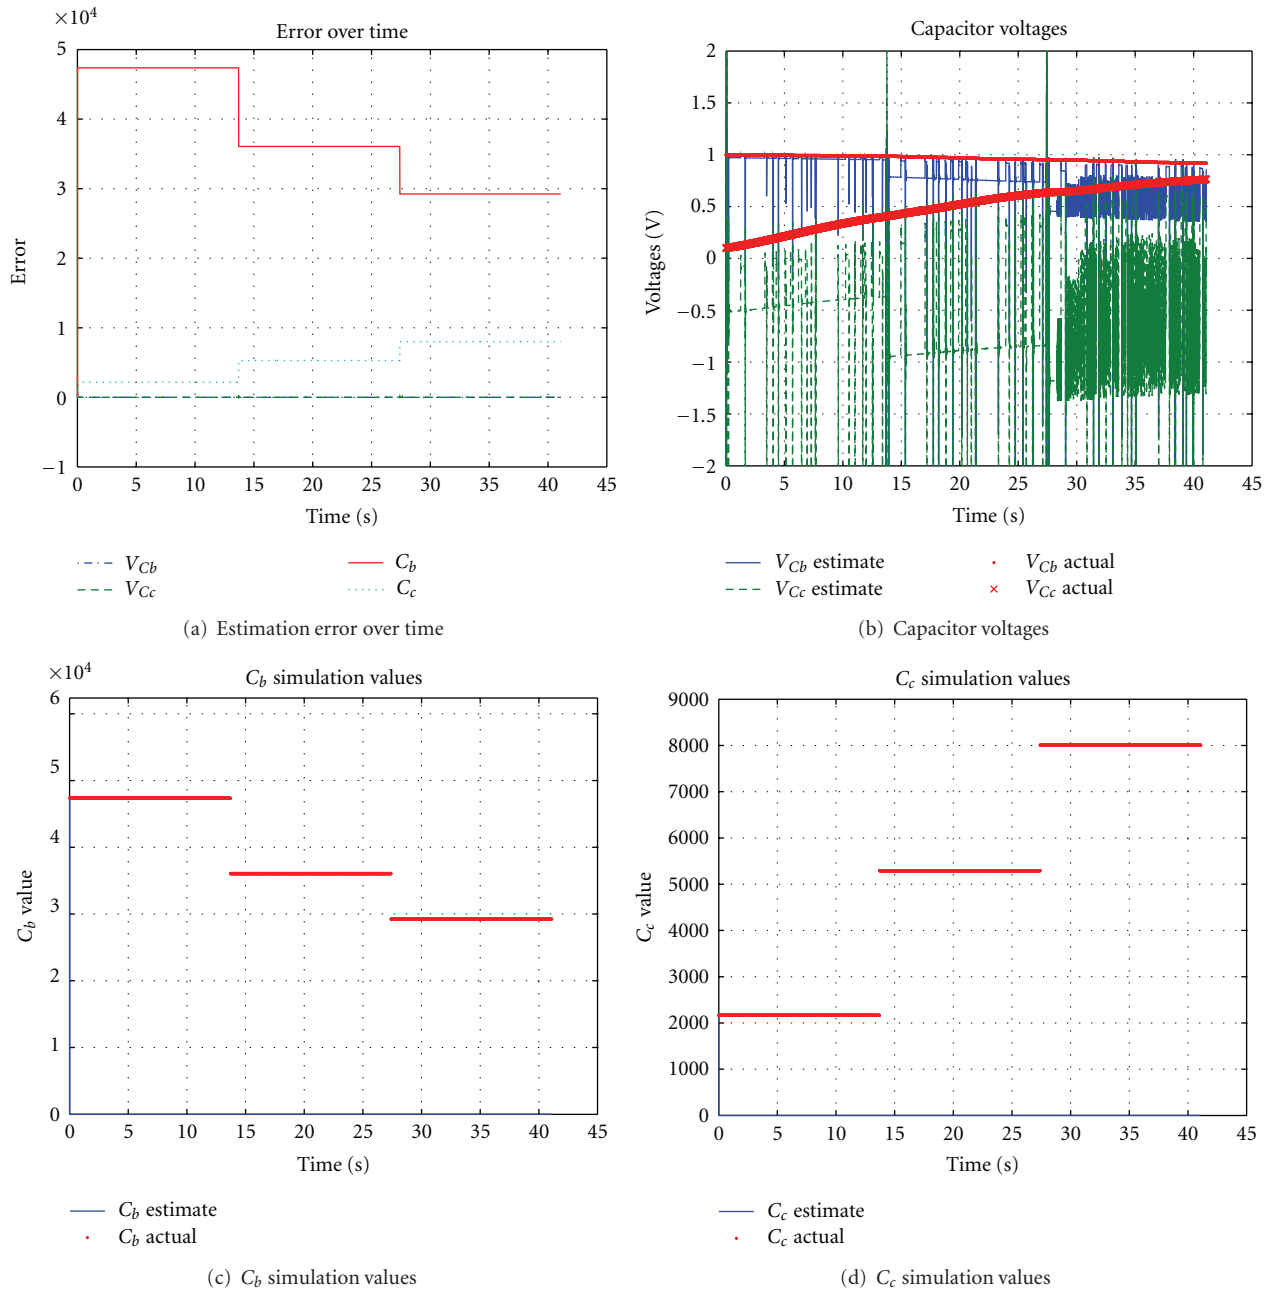 ×10⁴
Error over time
5
4
3
2
1
0
−1
Error
0 5 10 15 20 25 30 35 40 45
Time (s)
V_Cb
V_Cc
C_b
C_c
(a) Estimation error over time
Capacitor voltages
2
1.5
1
0.5
0
−0.5
−1
−1.5
−2
Voltages (V)
0 5 10 15 20 25 30 35 40 45
Time (s)
V_Cb estimate
V_Cc estimate
V_Cb actual
V_Cc actual
(b) Capacitor voltages
×10⁴
C_b simulation values
6
5
4
3
2
1
0
C_b value
0 5 10 15 20 25 30 35 40 45
Time (s)
C_b estimate
C_b actual
(c) C_b simulation values
C_c simulation values
9000
8000
7000
6000
5000
4000
3000
2000
1000
0
C_c value
0 5 10 15 20 25 30 35 40 45
Time (s)
C_c estimate
C_c actual
(d) C_c simulation values